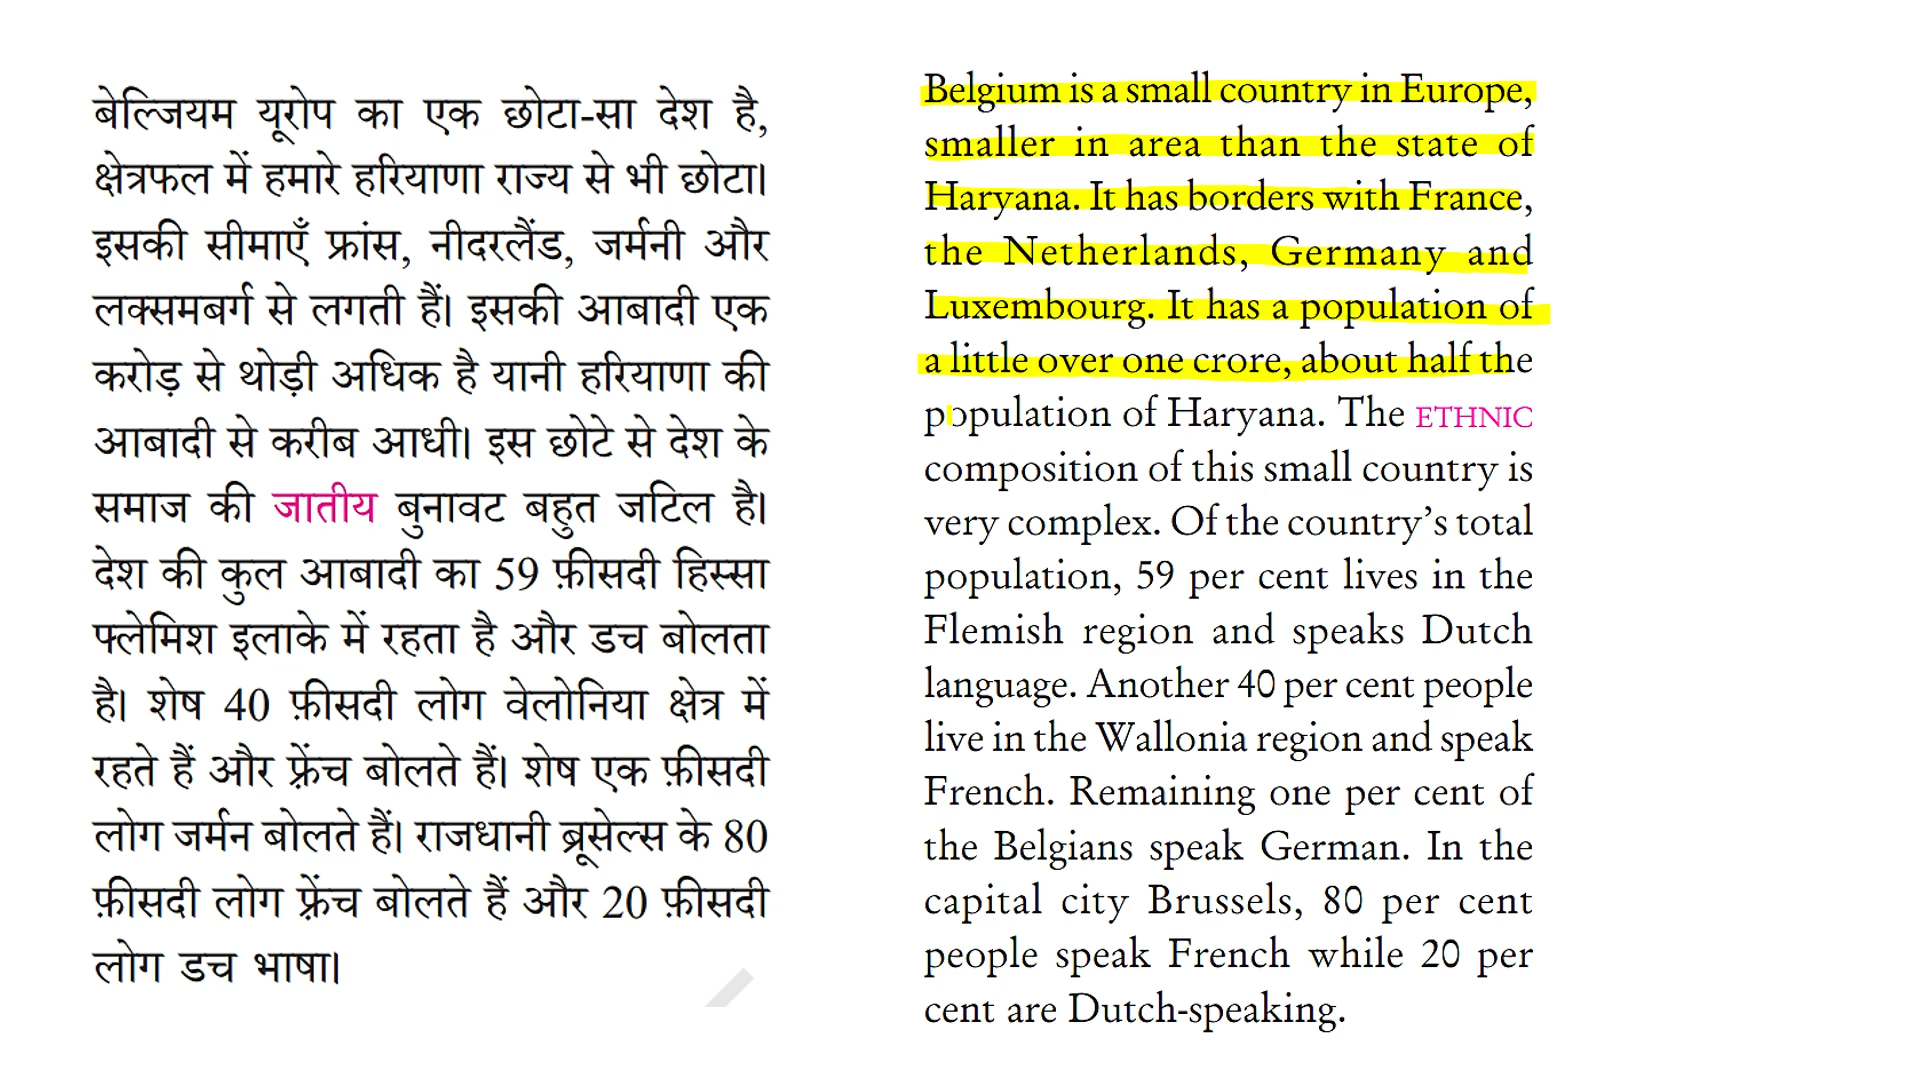 बेल्जियम यूरोप का एक छोटा-सा देश है,
क्षेत्रफल में हमारे हरियाणा राज्य से भी छोटा।
इसकी सीमाएँ फ्रांस, नीदरलैंड, जर्मनी और
लक्समबर्ग से लगती हैं। इसकी आबादी एक
करोड़ से थोड़ी अधिक है यानी हरियाणा की
आबादी से करीब आधी। इस छोटे से देश के
समाज की जातीय बुनावट बहुत जटिल है।
देश की कुल आबादी का 59 फ़ीसदी हिस्सा
फ्लेमिश इलाके में रहता है और डच बोलता
है। शेष 40 फ़ीसदी लोग वेलोनिया क्षेत्र में
रहते हैं और फ़्रेंच बोलते हैं। शेष एक फ़ीसदी
लोग जर्मन बोलते हैं। राजधानी ब्रूसेल्स के 80
फ़ीसदी लोग फ़्रेंच बोलते हैं और 20 फ़ीसदी
लोग डच भाषा।
Belgium is a small country in Europe,
smaller in area than the state of
Haryana. It has borders with France,
the Netherlands, Germany and
Luxembourg. It has a population of
a little over one crore, about half the
population of Haryana. The ETHNIC
composition of this small country is
very complex. Of the country’s total
population, 59 per cent lives in the
Flemish region and speaks Dutch
language. Another 40 per cent people
live in the Wallonia region and speak
French. Remaining one per cent of
the Belgians speak German. In the
capital city Brussels, 80 per cent
people speak French while 20 per
cent are Dutch-speaking.